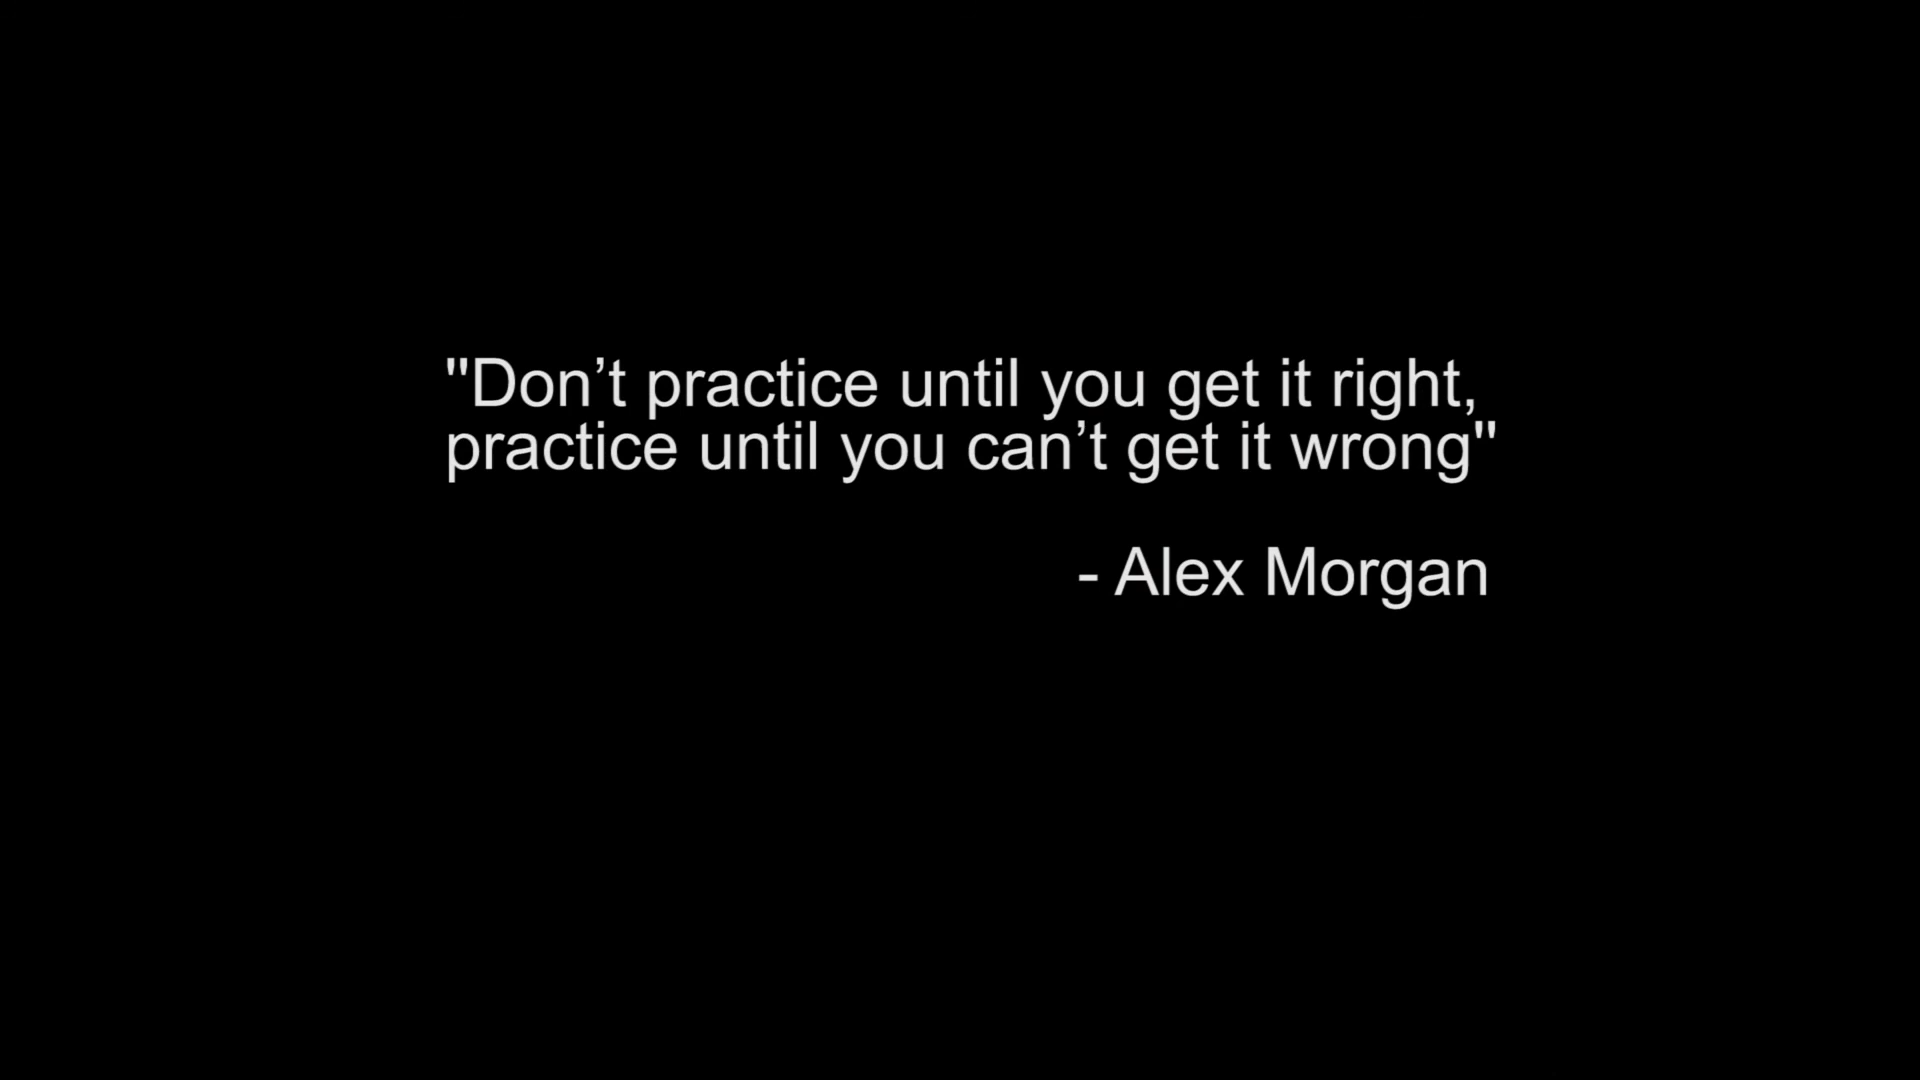 "Don’t practice until you get it right,
practice until you can’t get it wrong"
- Alex Morgan